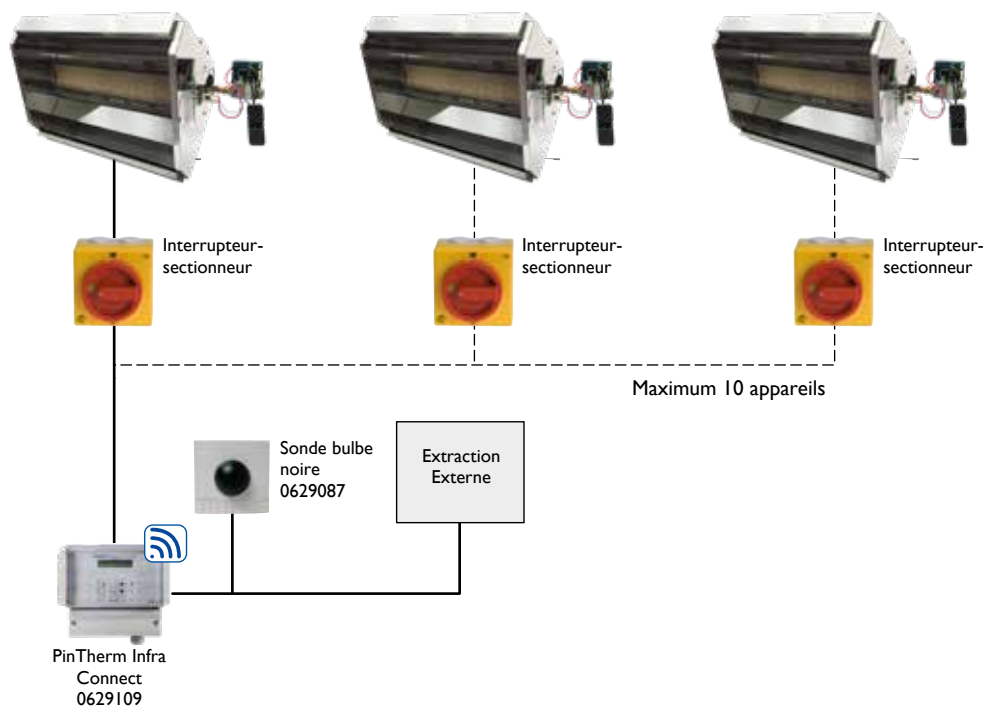 Interrupteur-
sectionneur
Interrupteur-
sectionneur
Interrupteur-
sectionneur
Maximum 10 appareils
Sonde bulbe
noire
0629087
Extraction
Externe
PinTherm Infra
Connect
0629109